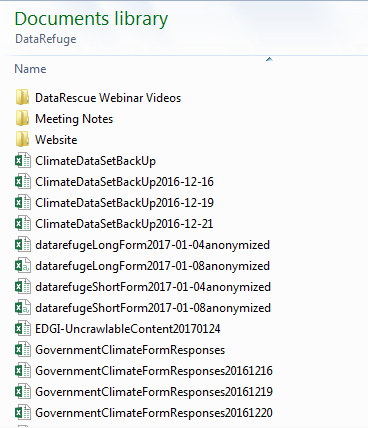 Documents library
DataRefuge
Name
DataRescue Webinar Videos
Meeting Notes
Website
ClimateDataSetBackUp
ClimateDataSetBackUp2016-12-16
ClimateDataSetBackUp2016-12-19
ClimateDataSetBackUp2016-12-21
datarefugeLongForm2017-01-04anonymized
datarefugeLongForm2017-01-08anonymized
datarefugeShortForm2017-01-04anonymized
datarefugeShortForm2017-01-08anonymized
EDGI-UncrawlableContent20170124
GovernmentClimateFormResponses
GovernmentClimateFormResponses20161216
GovernmentClimateFormResponses20161219
GovernmentClimateFormResponses20161220